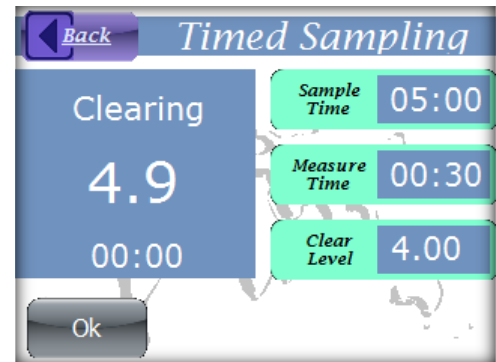 Back
Timed Sampling
Clearing
4.9
00:00
Sample
Time
05:00
Measure
Time
00:30
Clear
Level
4.00
Ok